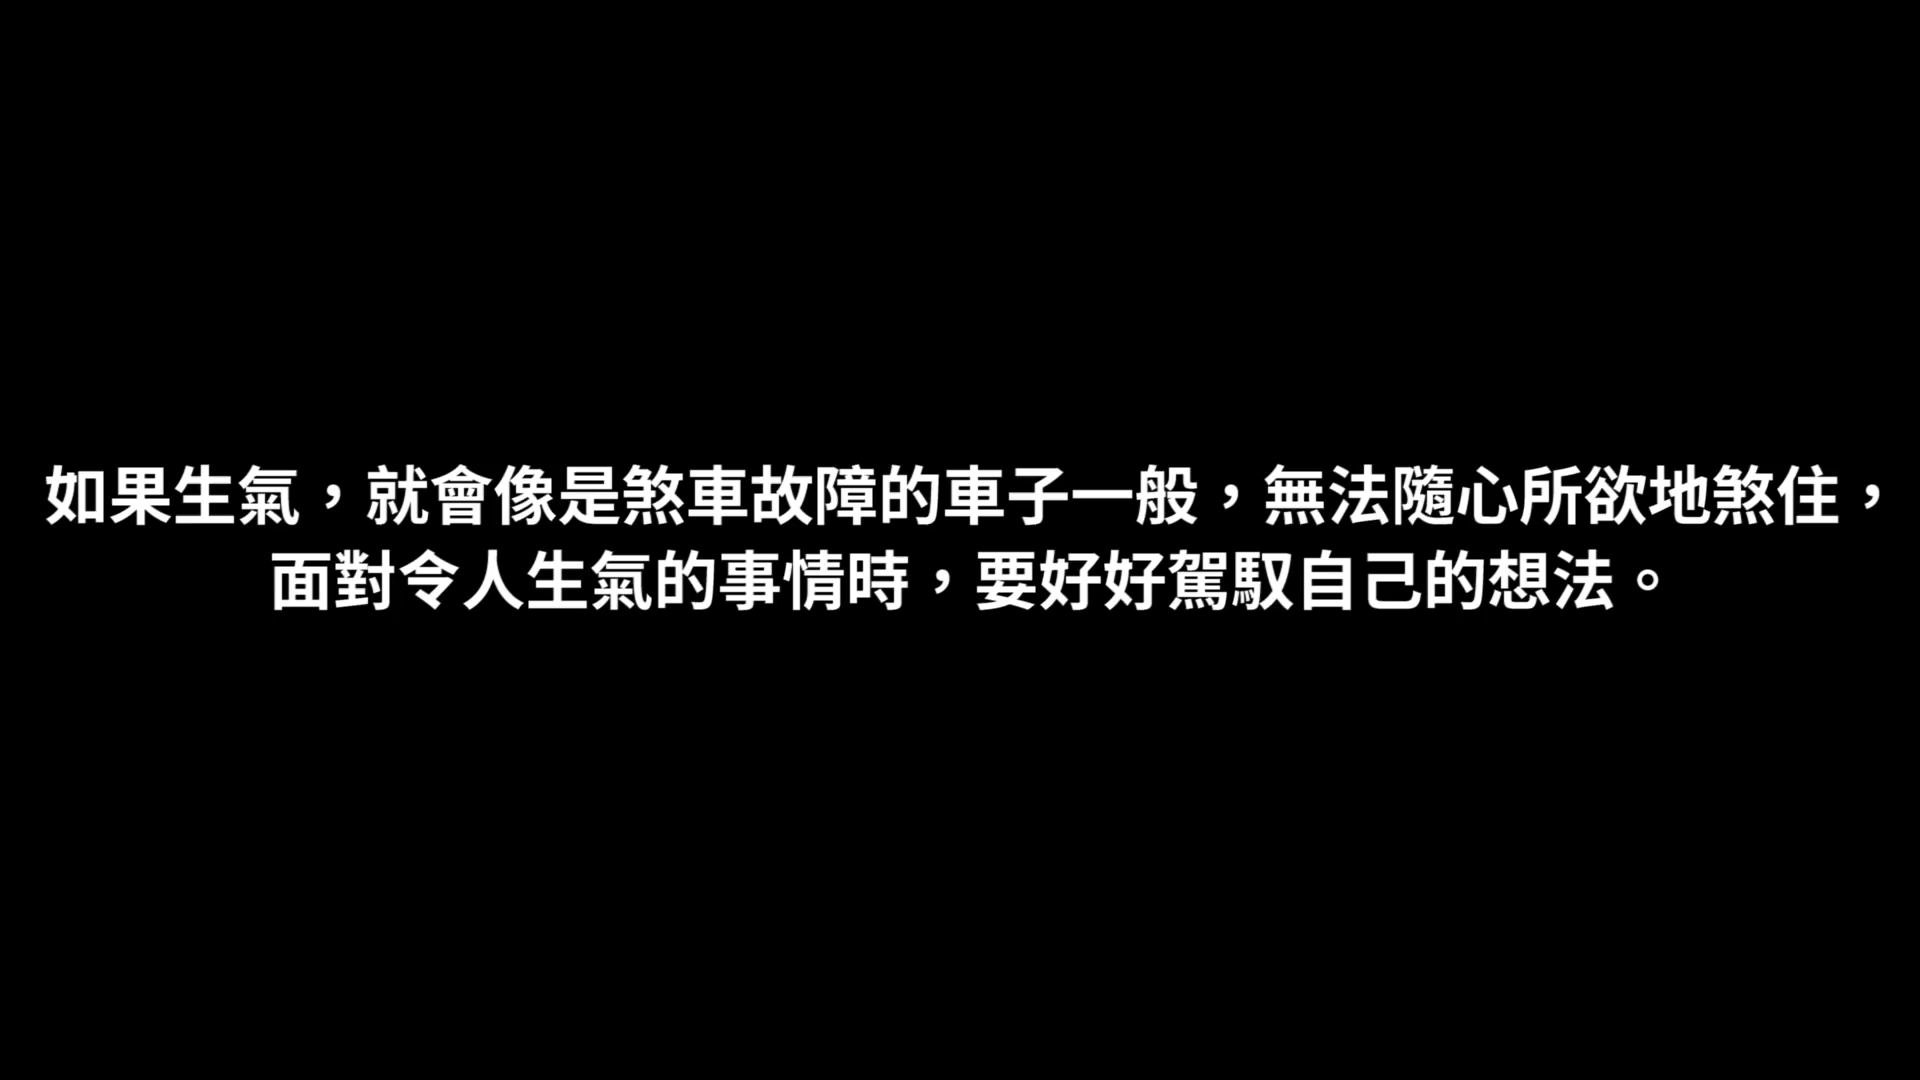 如果生氣，就會像是煞車故障的車子一般，無法隨心所欲地煞住，
面對令人生氣的事情時，要好好駕馭自己的想法。